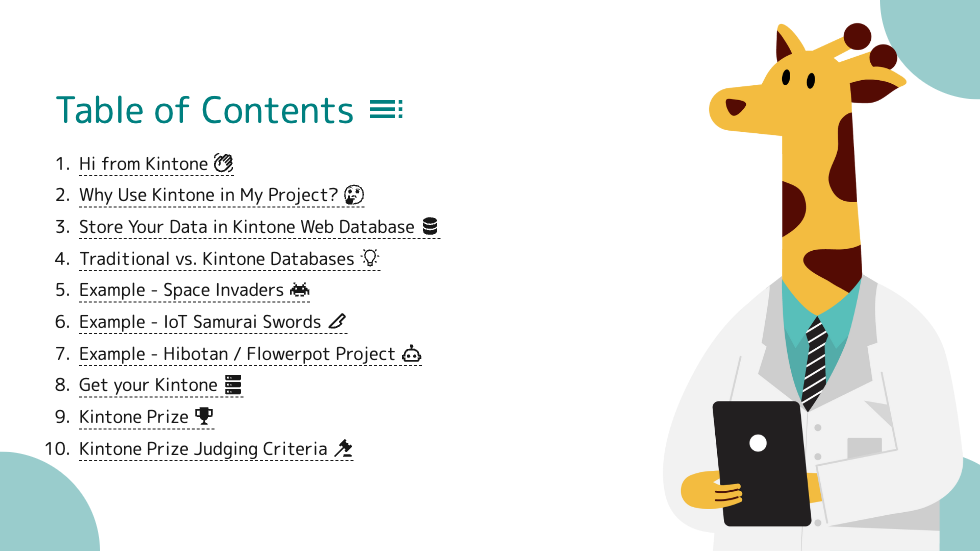 Table of Contents
1. Hi from Kintone
2. Why Use Kintone in My Project?
3. Store Your Data in Kintone Web Database
4. Traditional vs. Kintone Databases
5. Example - Space Invaders
6. Example - IoT Samurai Swords
7. Example - Hibotan / Flowerpot Project
8. Get your Kintone
9. Kintone Prize
10. Kintone Prize Judging Criteria